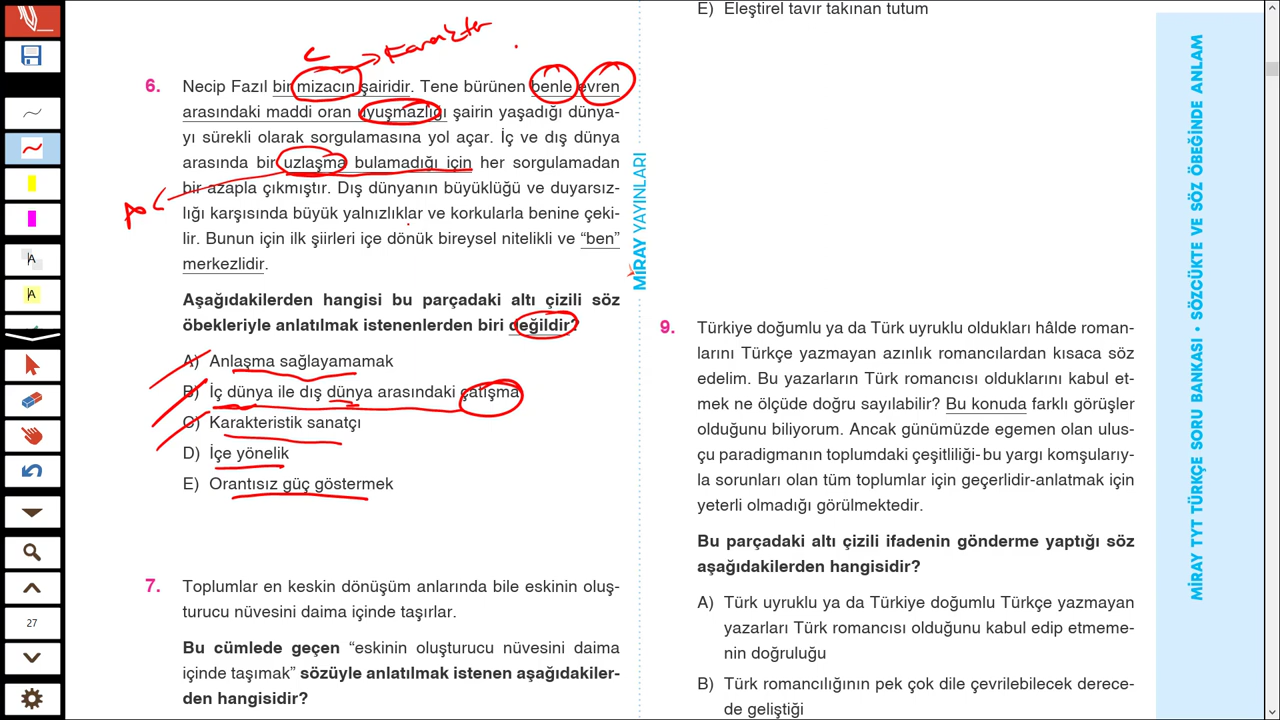 E) Eleştirel tavır takınan tutum
C
Karakter
6. Necip Fazıl bir mizacın şairidir. Tene bürünen benle evren
arasındaki maddi oran uyuşmazlığı şairin yaşadığı dünya-
yı sürekli olarak sorgulamasına yol açar. İç ve dış dünya
arasında bir uzlaşma bulamadığı için her sorgulamadan
bir azapla çıkmıştır. Dış dünyanın büyüklüğü ve duyarsız-
A
lığı karşısında büyük yalnızlıklar ve korkularla benine çeki-
lir. Bunun için ilk şiirleri içe dönük bireysel nitelikli ve “ben”
merkezlidir.
Aşağıdakilerden hangisi bu parçadaki altı çizili söz
öbekleriyle anlatılmak istenenlerden biri değildir?
A) Anlaşma sağlayamamak
B) İç dünya ile dış dünya arasındaki çatışma
C) Karakteristik sanatçı
D) İçe yönelik
E) Orantısız güç göstermek
7. Toplumlar en keskin dönüşüm anlarında bile eskinin oluş-
turucu nüvesini daima içinde taşırlar.
Bu cümlede geçen “eskinin oluşturucu nüvesini daima
içinde taşımak” sözüyle anlatılmak istenen aşağıdakiler-
den hangisidir?
MİRAY YAYINLARI
9. Türkiye doğumlu ya da Türk uyruklu oldukları hâlde roman-
larını Türkçe yazmayan azınlık romancılardan kısaca söz
edelim. Bu yazarların Türk romancısı olduklarını kabul et-
mek ne ölçüde doğru sayılabilir? Bu konuda farklı görüşler
olduğunu biliyorum. Ancak günümüzde egemen olan ulus-
çu paradigmanın toplumdaki çeşitliliği-bu yargı komşularıy-
la sorunları olan tüm toplumlar için geçerlidir-anlatmak için
yeterli olmadığı görülmektedir.
Bu parçadaki altı çizili ifadenin gönderme yaptığı söz
aşağıdakilerden hangisidir?
A) Türk uyruklu ya da Türkiye doğumlu Türkçe yazmayan
yazarları Türk romancısı olduğunu kabul edip etmeme-
nin doğruluğu
B) Türk romancılığının pek çok dile çevrilebilecek derece-
de geliştiği
MİRAY TYT TÜRKÇE SORU BANKASI • SÖZCÜKTE VE SÖZ ÖBEĞİNDE ANLAM
A
A
27